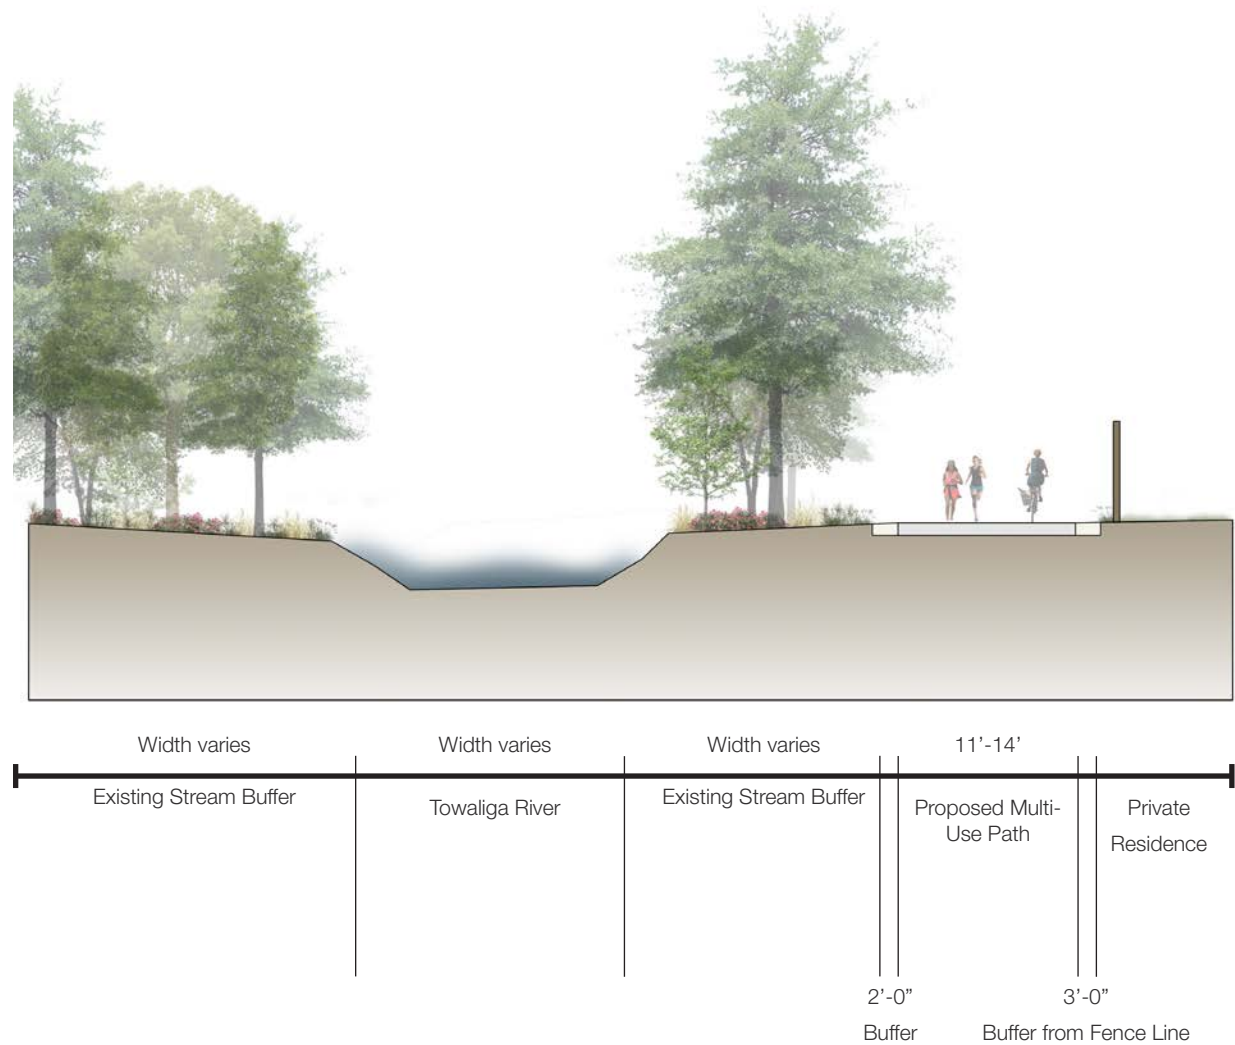 Width varies
Width varies
Width varies
11’-14’
Existing Stream Buffer
Towaliga River
Existing Stream Buffer
Proposed Multi-
Use Path
Private
Residence
2’-0”
3’-0”
Buffer
Buffer from Fence Line